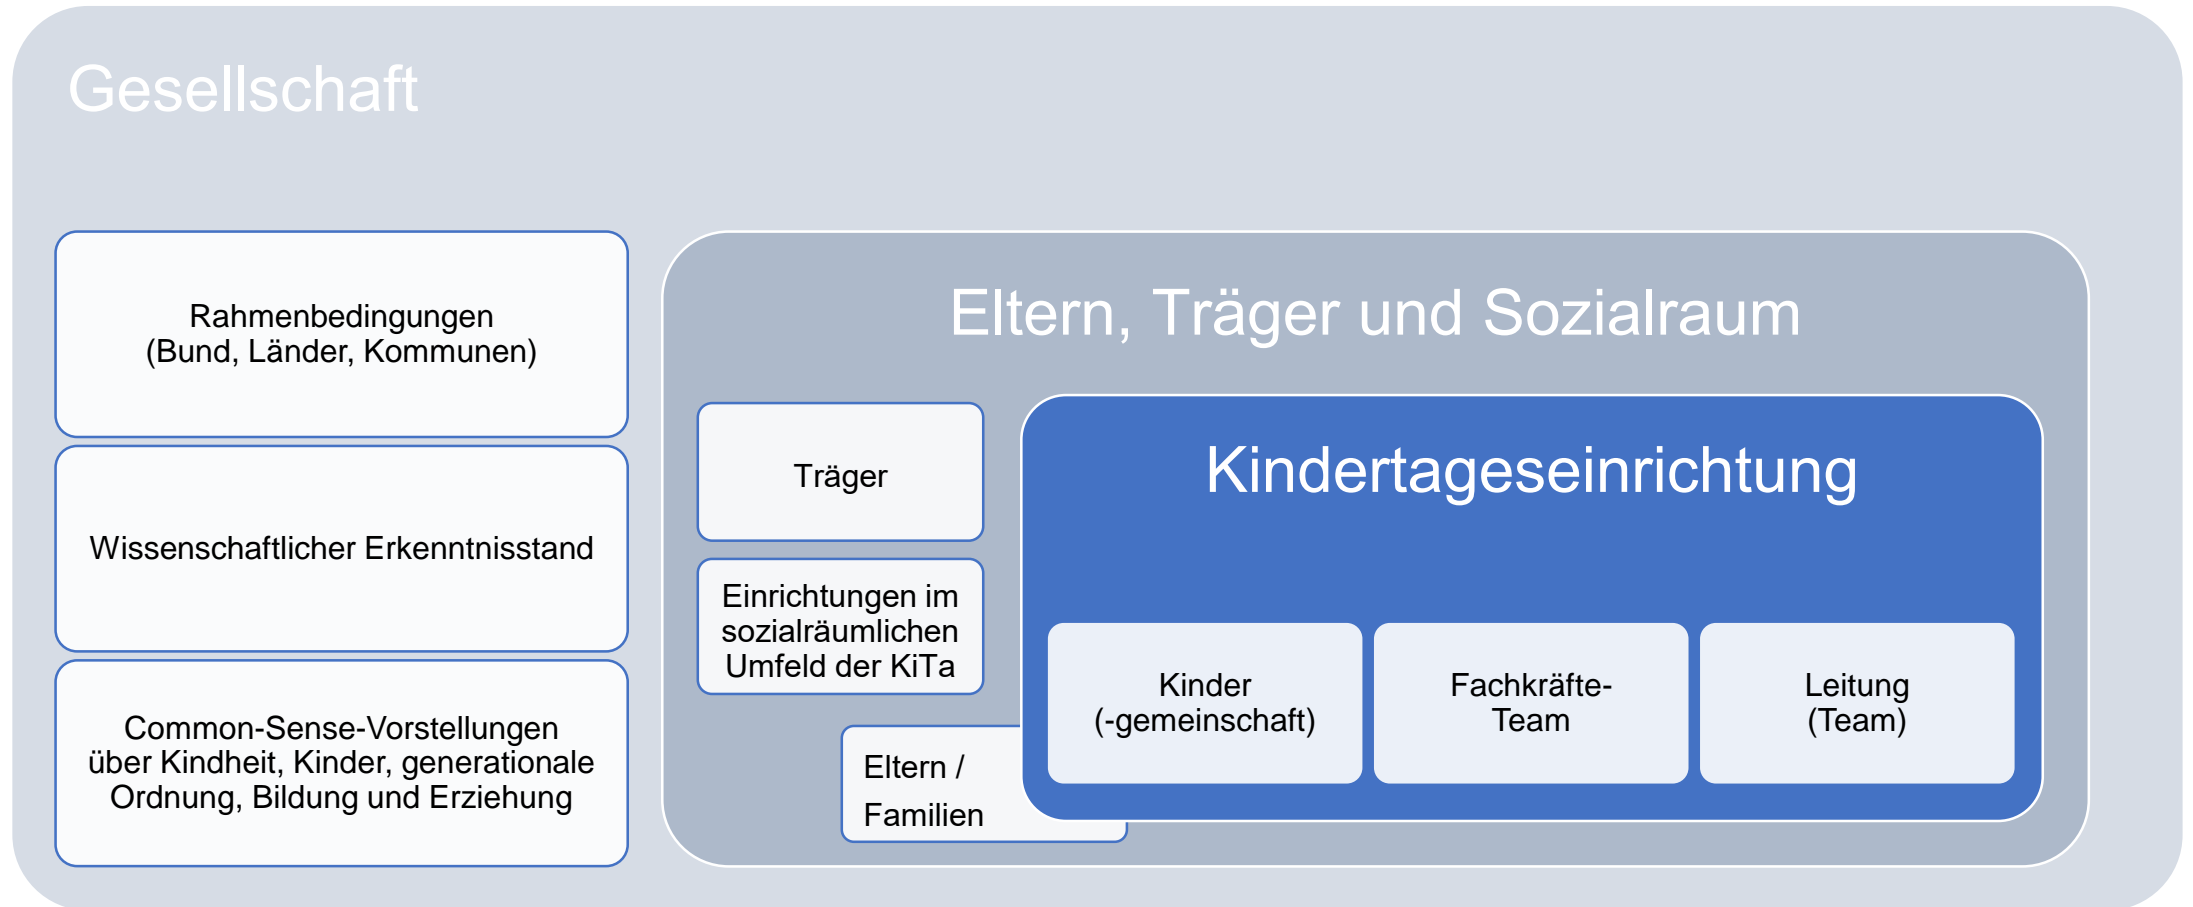 Gesellschaft
Rahmenbedingungen
(Bund, Länder, Kommunen)
Wissenschaftlicher Erkenntnisstand
Common-Sense-Vorstellungen
über Kindheit, Kinder, generationale
Ordnung, Bildung und Erziehung
Eltern, Träger und Sozialraum
Träger
Einrichtungen im
sozialräumlichen
Umfeld der KiTa
Eltern /
Familien
Kindertageseinrichtung
Kinder
(-gemeinschaft)
Fachkräfte-
Team
Leitung
(Team)